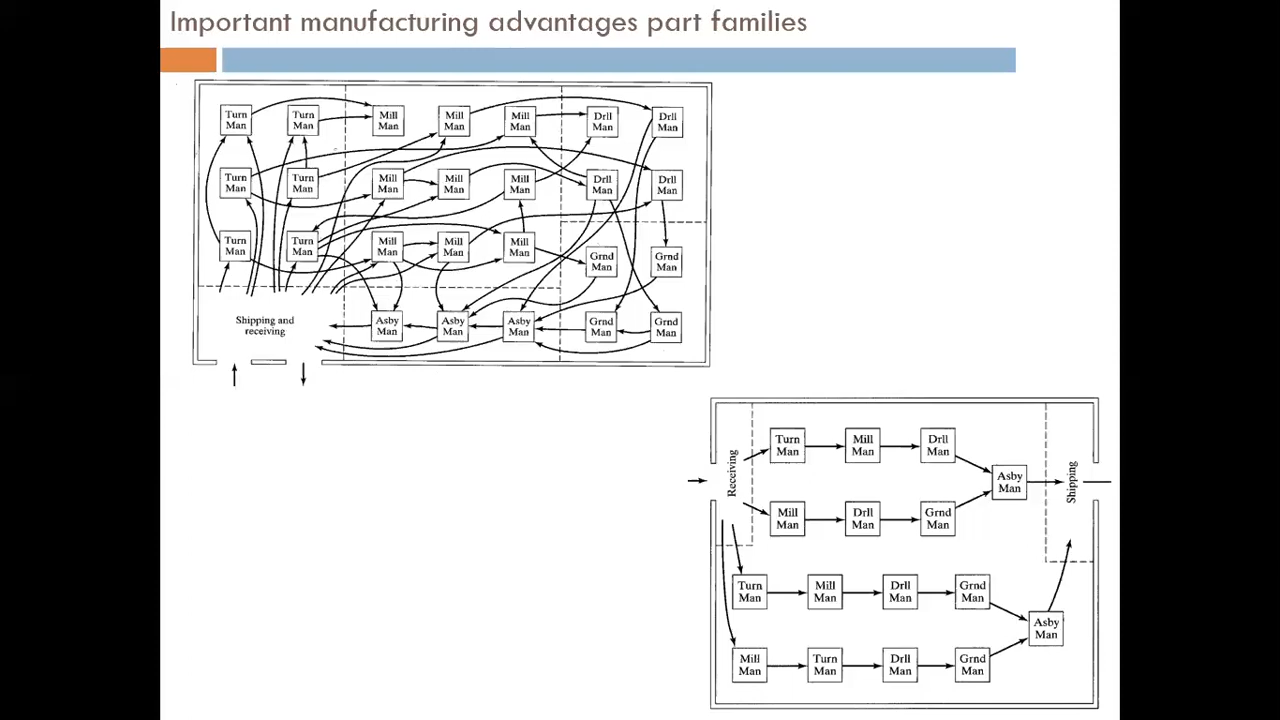 Important manufacturing advantages part families
Turn
Man
Turn
Man
Mill
Man
Mill
Man
Mill
Man
Drll
Man
Drll
Man
Turn
Man
Turn
Man
Mill
Man
Mill
Man
Mill
Man
Drll
Man
Drll
Man
Turn
Man
Turn
Man
Mill
Man
Mill
Man
Mill
Man
Grnd
Man
Grnd
Man
Shipping and
receiving
Asby
Man
Asby
Man
Asby
Man
Grnd
Man
Grnd
Man
Receiving
Turn
Man
Mill
Man
Drll
Man
Asby
Man
Shipping
Mill
Man
Drll
Man
Grnd
Man
Turn
Man
Mill
Man
Drll
Man
Grnd
Man
Asby
Man
Mill
Man
Turn
Man
Drll
Man
Grnd
Man